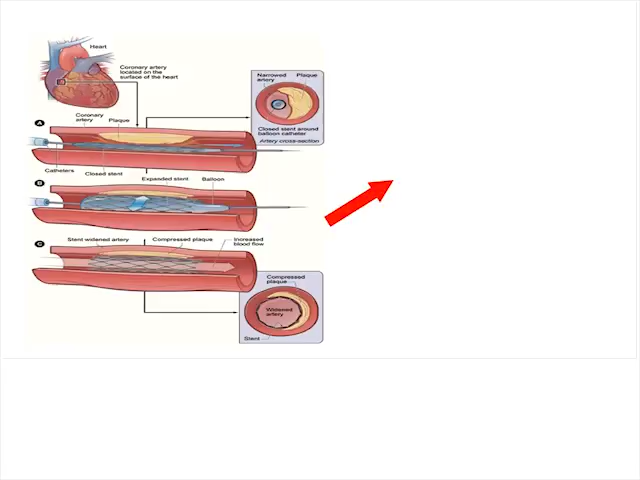 Heart
Coronary artery
located on the
surface of the heart
Narrowed
artery
Plaque
Closed stent around
balloon catheter
Artery cross-section
A
Coronary
artery
Plaque
Catheters
Closed stent
B
Expanded stent
Balloon
C
Stent widened artery
Compressed plaque
Increased
blood flow
Compressed
plaque
Widened
artery
Stent